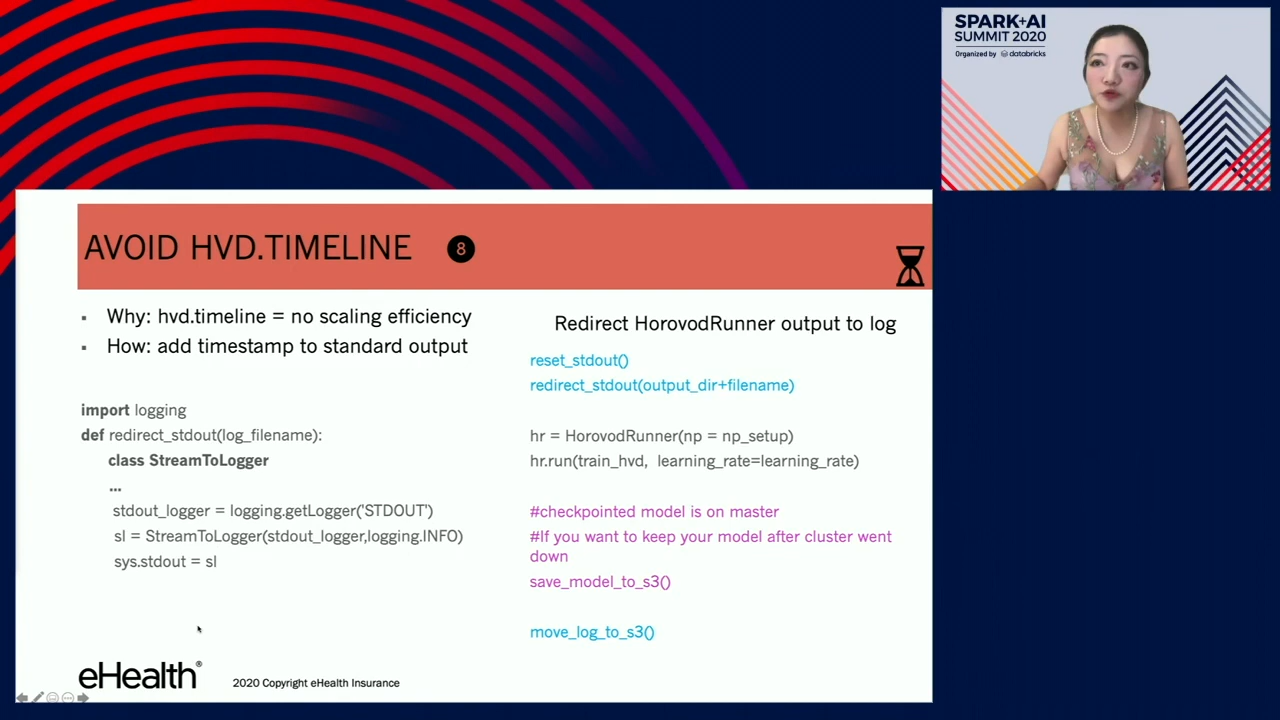 SPARK+AI
SUMMIT 2020
Organized by databricks
AVOID HVD.TIMELINE 8
▪ Why: hvd.timeline = no scaling efficiency
▪ How: add timestamp to standard output
import logging
def redirect_stdout(log_filename):
class StreamToLogger
...
stdout_logger = logging.getLogger('STDOUT')
sl = StreamToLogger(stdout_logger,logging.INFO)
sys.stdout = sl
Redirect HorovodRunner output to log
reset_stdout()
redirect_stdout(output_dir+filename)
hr = HorovodRunner(np = np_setup)
hr.run(train_hvd, learning_rate=learning_rate)
#checkpointed model is on master
#If you want to keep your model after cluster went
down
save_model_to_s3()
move_log_to_s3()
eHealth®
2020 Copyright eHealth Insurance